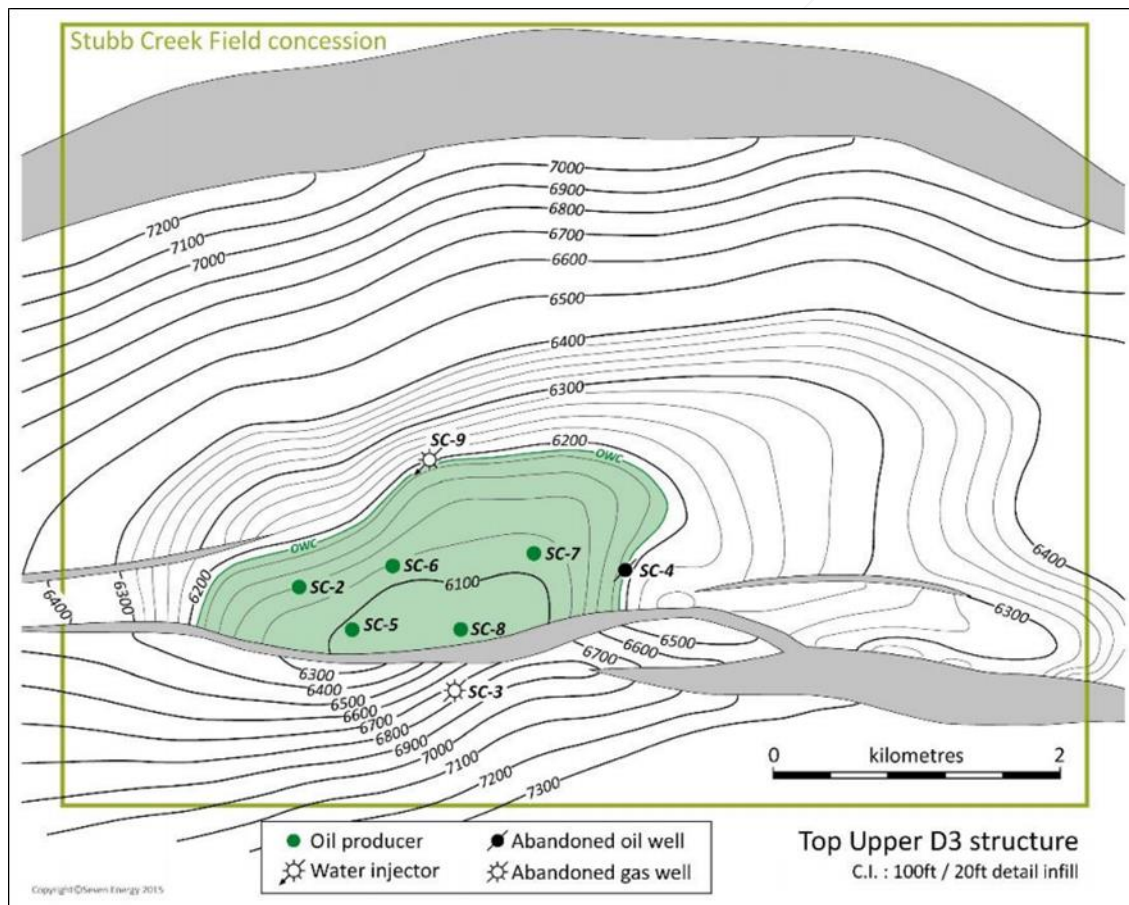 Stubb Creek Field concession
7200
7100
7000
7000
6900
6800
6700
6600
6500
6400
6300
6200
SC-9
OWC
OWC
SC-7
SC-6
SC-4
SC-2
6100
SC-5
SC-8
6200
6300
6400
6400
6300
6500
6600
6700
6300
6400
6500
6600
6700
6800
6900
7000
7100
7200
7300
SC-3
0 kilometres 2
Oil producer
Abandoned oil well
Water injector
Abandoned gas well
Top Upper D3 structure
C.I. : 100ft / 20ft detail infill
Copyright©Seven Energy 2015